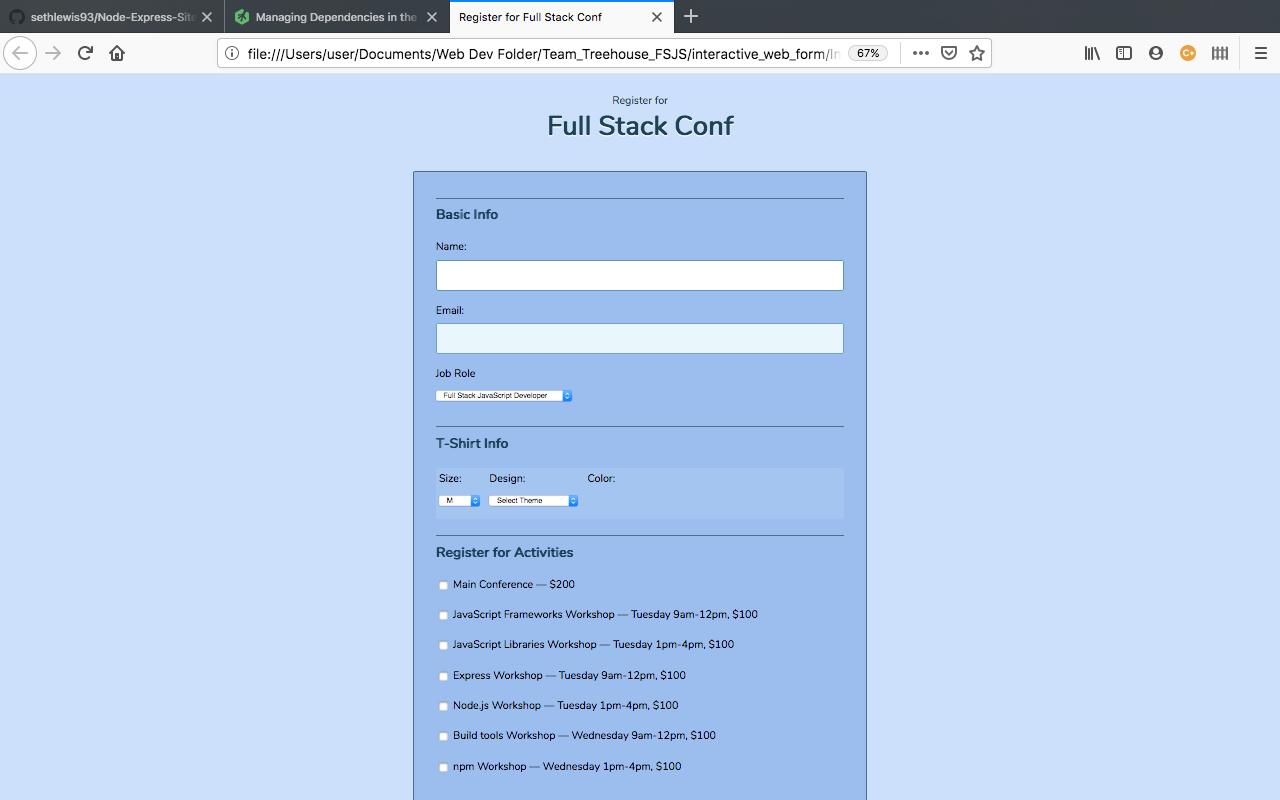 sethlewis93/Node-Express-Sit
Managing Dependencies in the
Register for Full Stack Conf
file:///Users/user/Documents/Web Dev Folder/Team_Treehouse_FSJS/interactive_web_form/In
67%
Register for
Full Stack Conf
Basic Info
Name:
Email:
Job Role
Full Stack JavaScript Developer
T-Shirt Info
Size: Design: Color:
M Select Theme
Register for Activities
Main Conference — $200
JavaScript Frameworks Workshop — Tuesday 9am-12pm, $100
JavaScript Libraries Workshop — Tuesday 1pm-4pm, $100
Express Workshop — Tuesday 9am-12pm, $100
Node.js Workshop — Tuesday 1pm-4pm, $100
Build tools Workshop — Wednesday 9am-12pm, $100
npm Workshop — Wednesday 1pm-4pm, $100